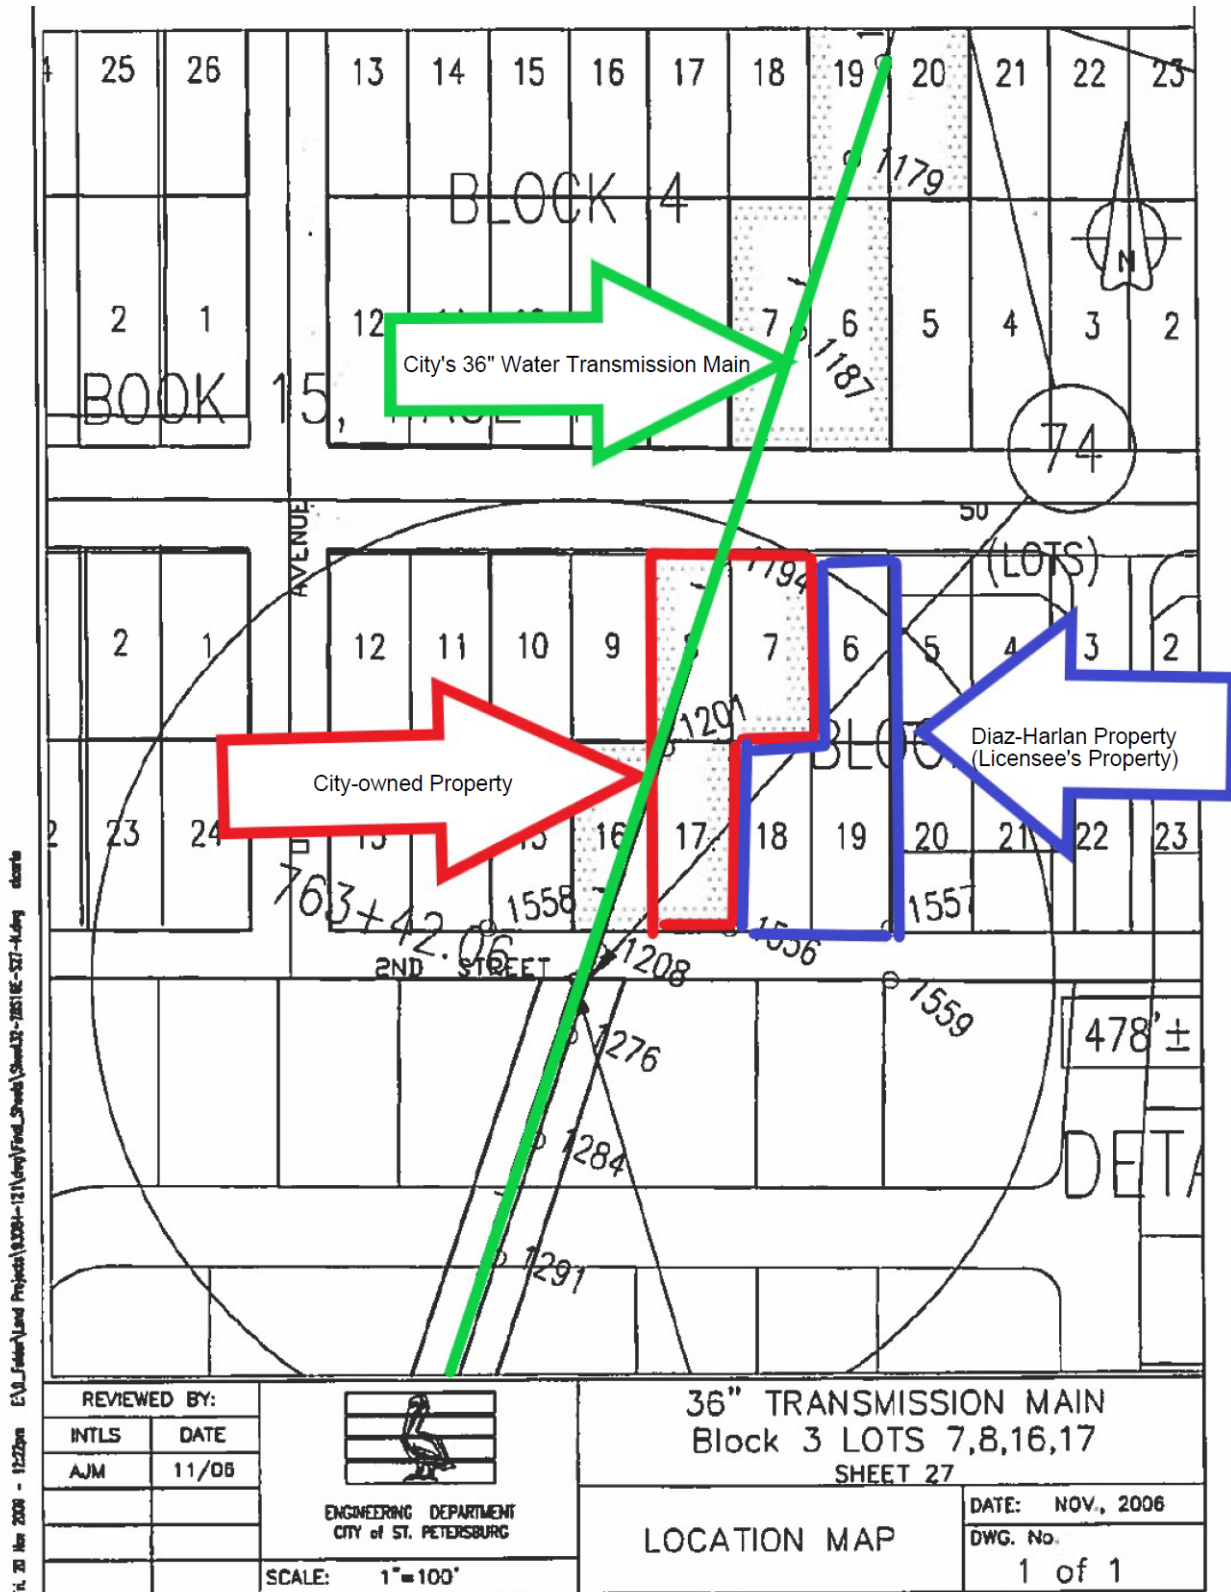 25 26 13 14 15 16 17 18 19 20 21 22 23
1179
BLOCK 4
N
2 1 12 7 6 5 4 3 2
City's 36" Water Transmission Main
1187
BOOK 15,
74
50
(LOTS)
AVENUE
1194
2 1 12 11 10 9 8 7 6 5 4 3 2
1201
Diaz-Harlan Property
(Licensee's Property)
City-owned Property
23 24 13 15 16 17 18 19 20 21 22 23
763+42.06
1558
1557
1556
2ND STREET
1208
1559
1276
478'±
1284
DETA
1291
REVIEWED BY:
INTLS DATE
AJM 11/06
ENGINEERING DEPARTMENT
CITY of ST. PETERSBURG
SCALE: 1"=100'
36" TRANSMISSION MAIN
Block 3 LOTS 7,8,16,17
SHEET 27
LOCATION MAP
DATE: NOV., 2006
DWG. No.
1 of 1